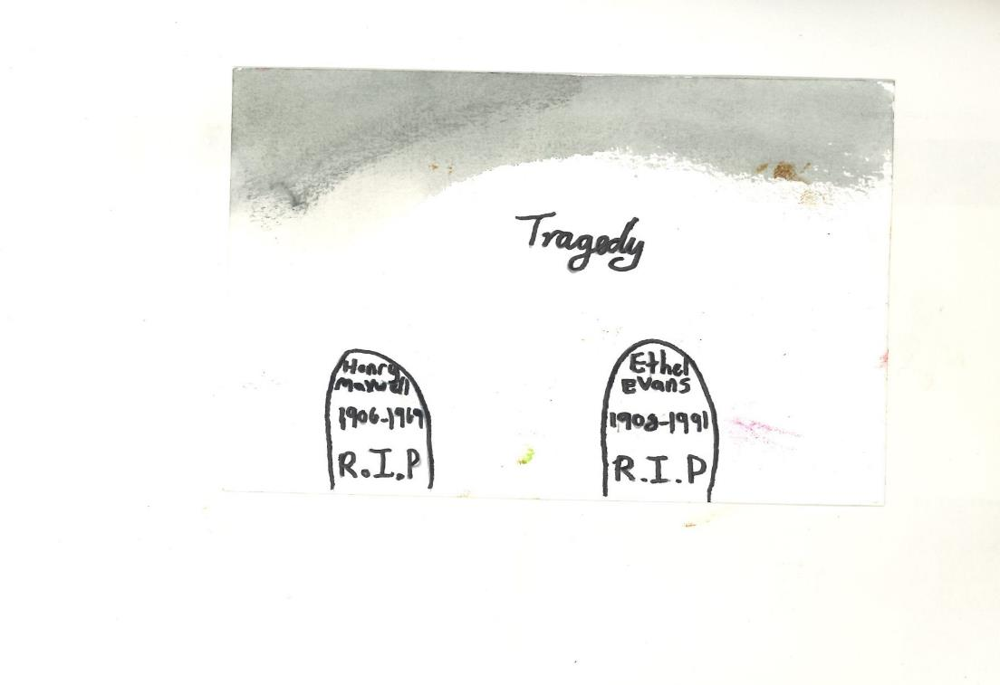 Tragedy
Henry
Maxwell
1906-1969
R.I.P
Ethel
Evans
1908-1991
R.I.P